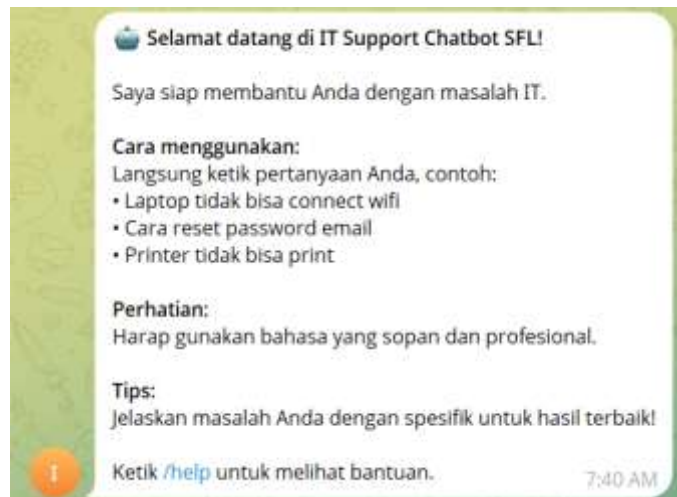 🤖 Selamat datang di IT Support Chatbot SFL!
Saya siap membantu Anda dengan masalah IT.
Cara menggunakan:
Langsung ketik pertanyaan Anda, contoh:
• Laptop tidak bisa connect wifi
• Cara reset password email
• Printer tidak bisa print
Perhatian:
Harap gunakan bahasa yang sopan dan profesional.
Tips:
Jelaskan masalah Anda dengan spesifik untuk hasil terbaik!
Ketik /help untuk melihat bantuan.
7:40 AM
I